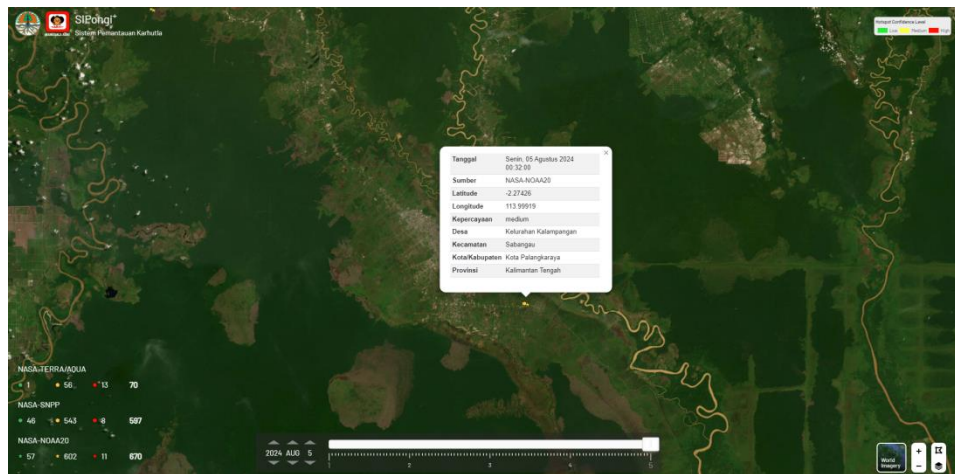 SiPongi+
Sistem Pemantauan Karhutla
Hotspot Confidence Level
Low Medium High
Tanggal Senin, 05 Agustus 2024
00:32:00
Sumber NASA-NOAA20
Latitude -2.27426
Longitude 113.99919
Kepercayaan medium
Desa Kelurahan Kalampangan
Kecamatan Sabangau
Kota/Kabupaten Kota Palangkaraya
Provinsi Kalimantan Tengah
NASA-TERRA/AQUA
1 56 13 70
NASA-SNPP
46 543 8 597
NASA-NOAA20
57 602 11 670
2024 AUG 5
1 2 3 4 5
World
Imagery
+
-